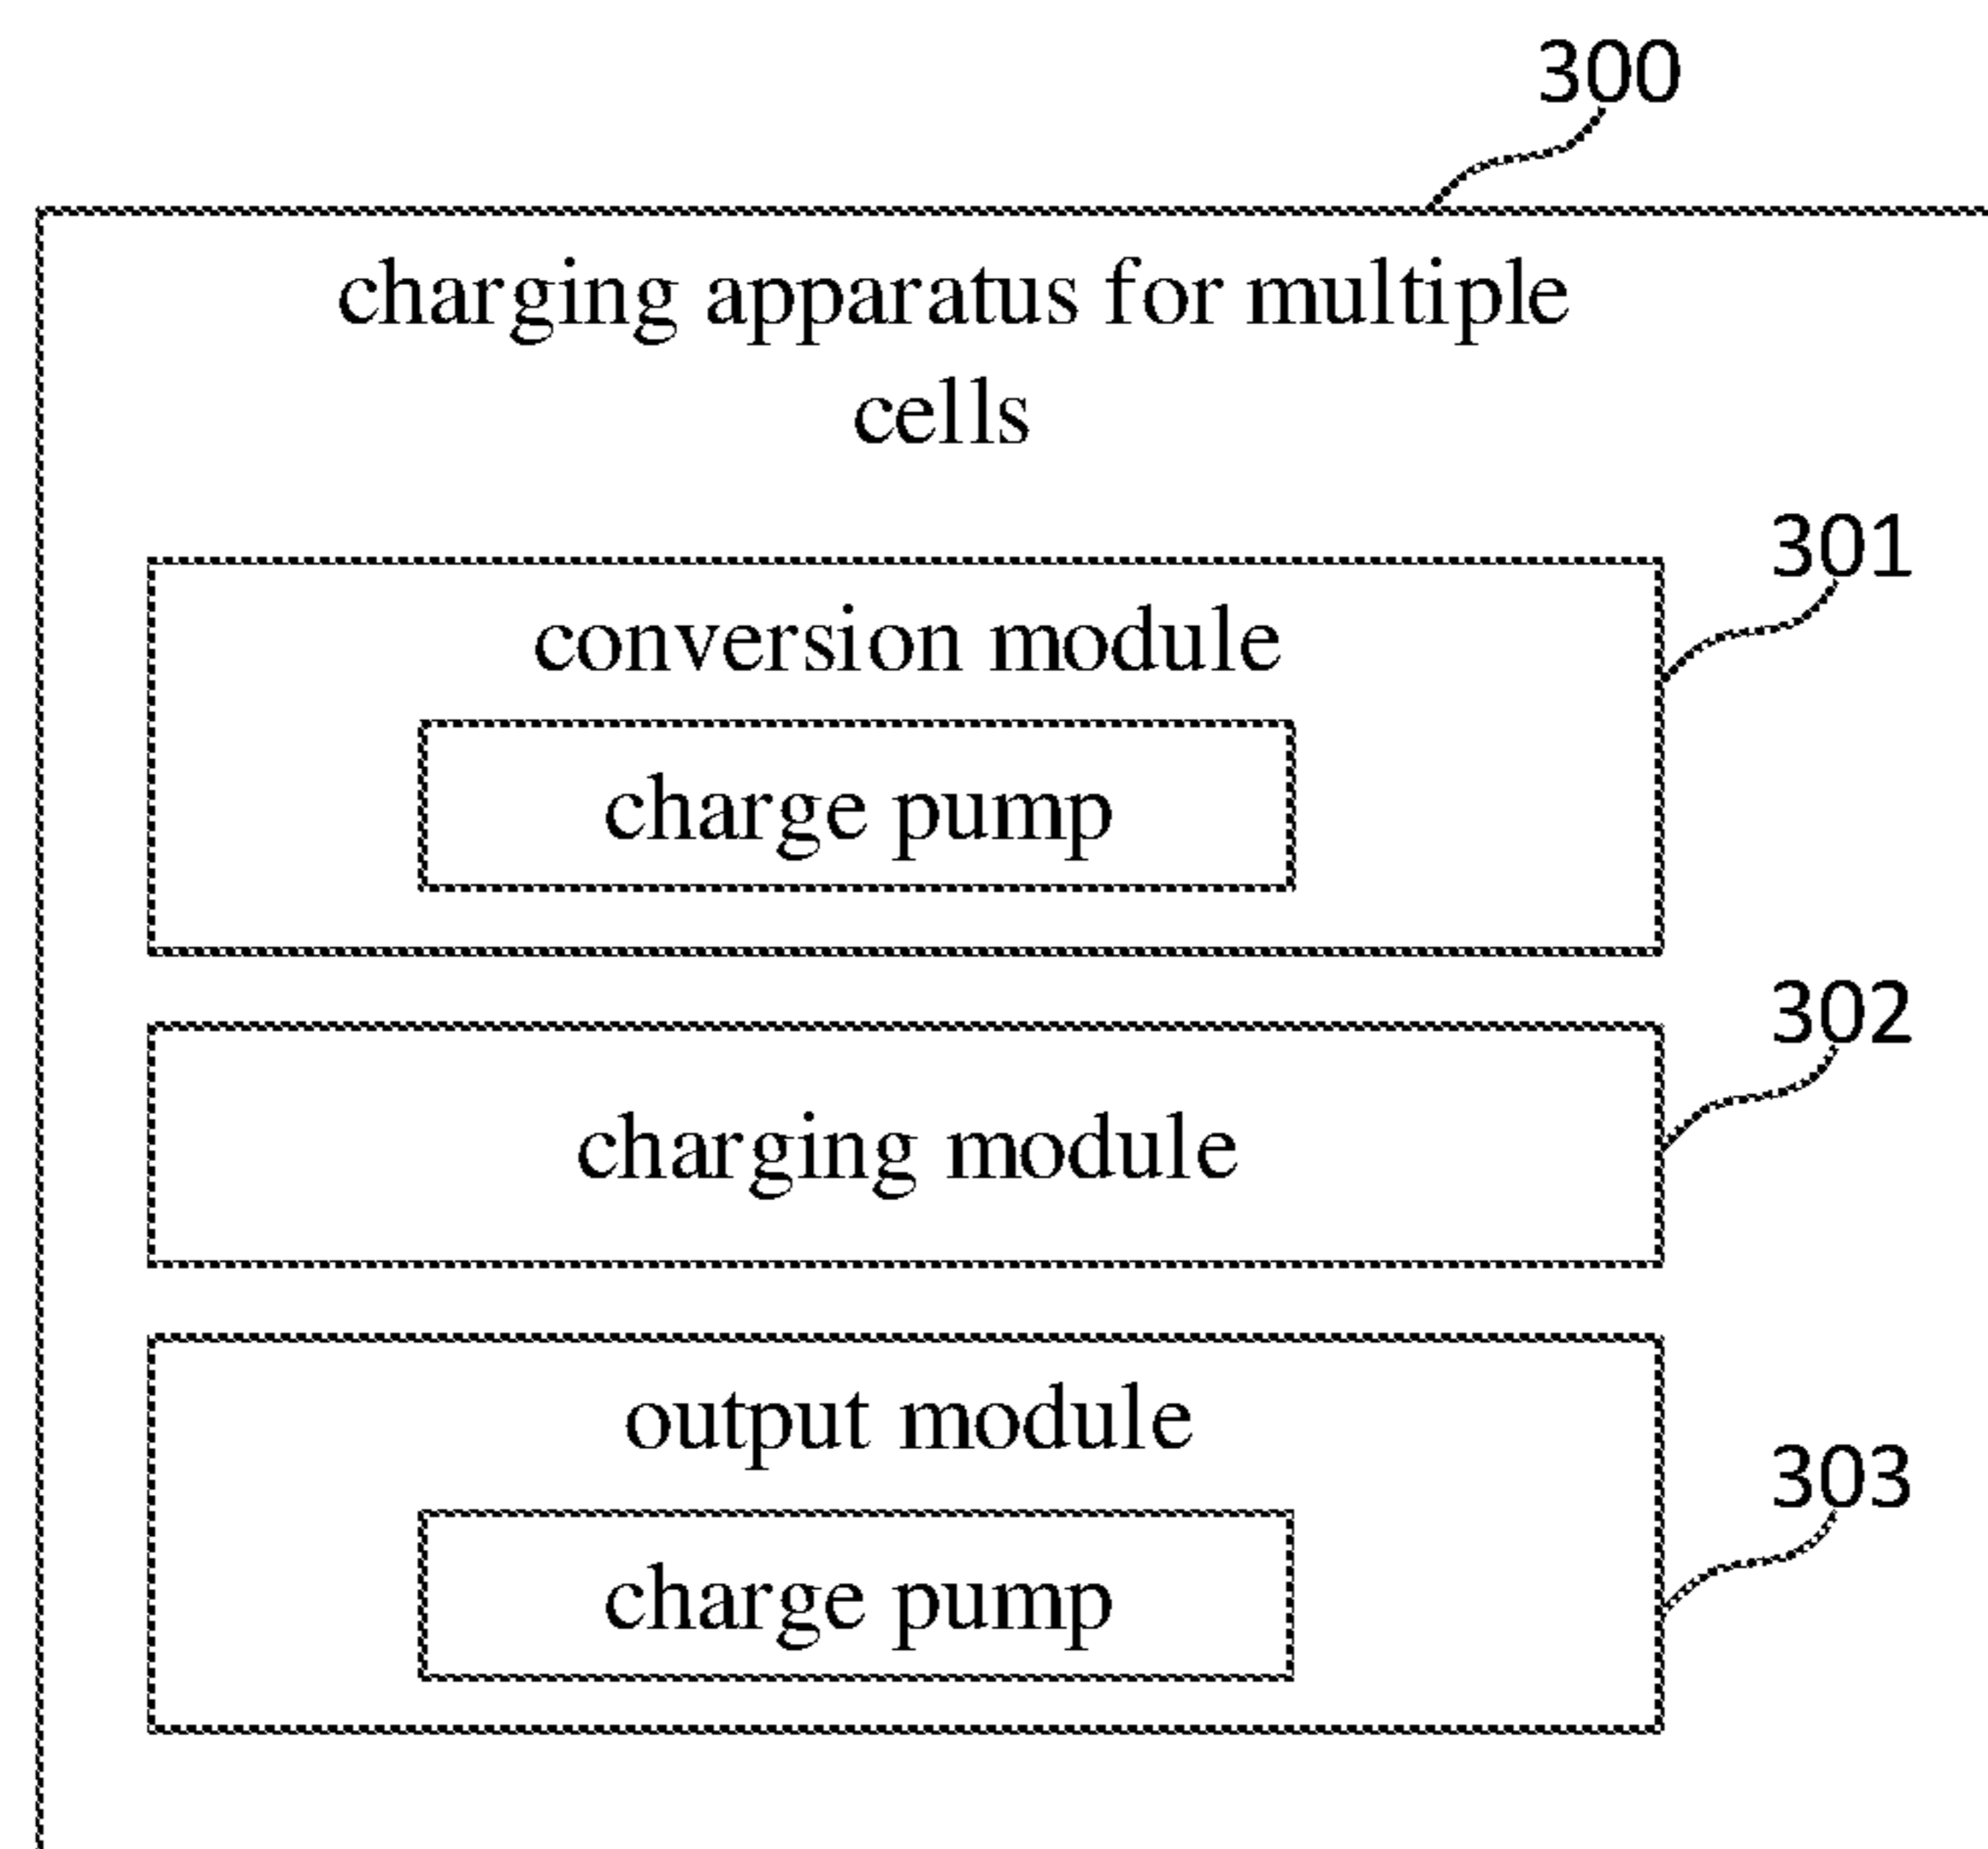 300
charging apparatus for multiple
cells
301
conversion module
charge pump
302
charging module
303
output module
charge pump